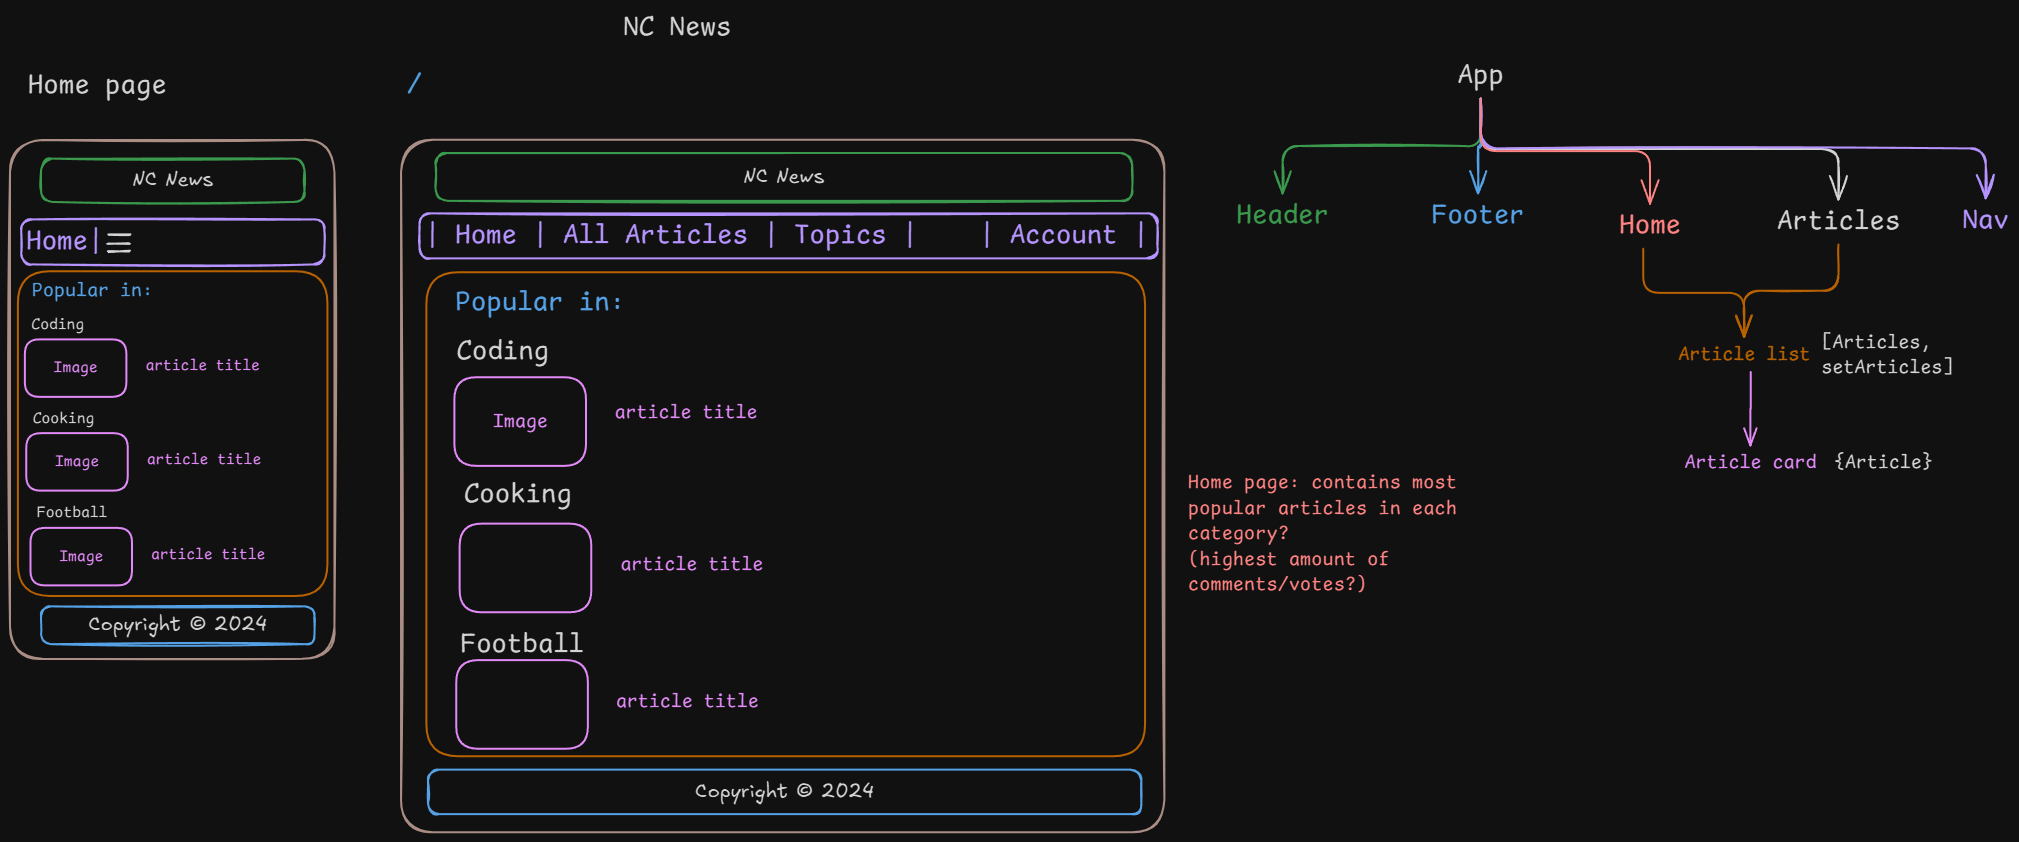 NC News
Home page
/
NC News
Home |
Popular in:
Coding
Image
article title
Cooking
Image
article title
Football
Image
article title
Copyright © 2024
NC News
| Home | All Articles | Topics | | Account |
Popular in:
Coding
Image
article title
Cooking
article title
Football
article title
Copyright © 2024
Home page: contains most
popular articles in each
category?
(highest amount of
comments/votes?)
App
Header
Footer
Home
Articles
Nav
Article list
[Articles,
setArticles]
Article card
{Article}